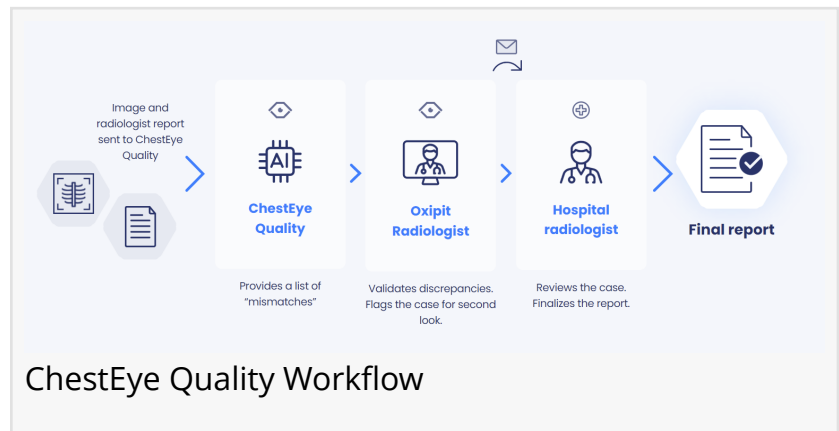 Image and
radiologist report
sent to ChestEye
Quality
AI
ChestEye
Quality
Provides a list of
“mismatches”
Oxipit
Radiologist
Validates discrepancies.
Flags the case for second
look.
Hospital
radiologist
Reviews the case.
Finalizes the report.
Final report
ChestEye Quality Workflow